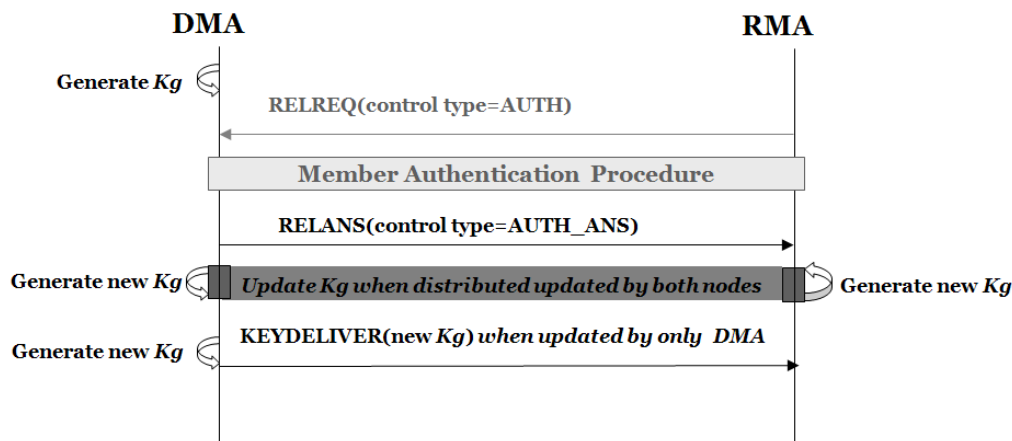 DMA
RMA
Generate Kg
RELREQ(control type=AUTH)
Member Authentication Procedure
RELANS(control type=AUTH_ANS)
Generate new Kg
Update Kg when distributed updated by both nodes
Generate new Kg
KEYDELIVER(new Kg) when updated by only DMA
Generate new Kg